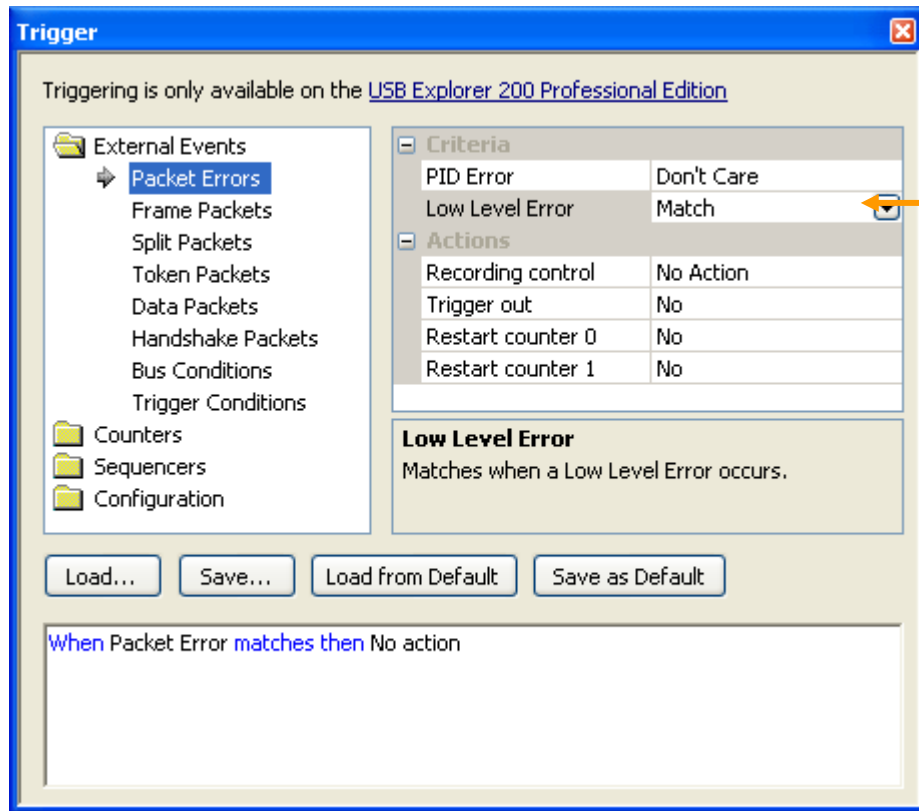 Trigger
Triggering is only available on the USB Explorer 200 Professional Edition
External Events
Packet Errors
Frame Packets
Split Packets
Token Packets
Data Packets
Handshake Packets
Bus Conditions
Trigger Conditions
Counters
Sequencers
Configuration
Criteria
PID Error Don't Care
Low Level Error Match
Actions
Recording control No Action
Trigger out No
Restart counter 0 No
Restart counter 1 No
Low Level Error
Matches when a Low Level Error occurs.
Load... Save... Load from Default Save as Default
When Packet Error matches then No action